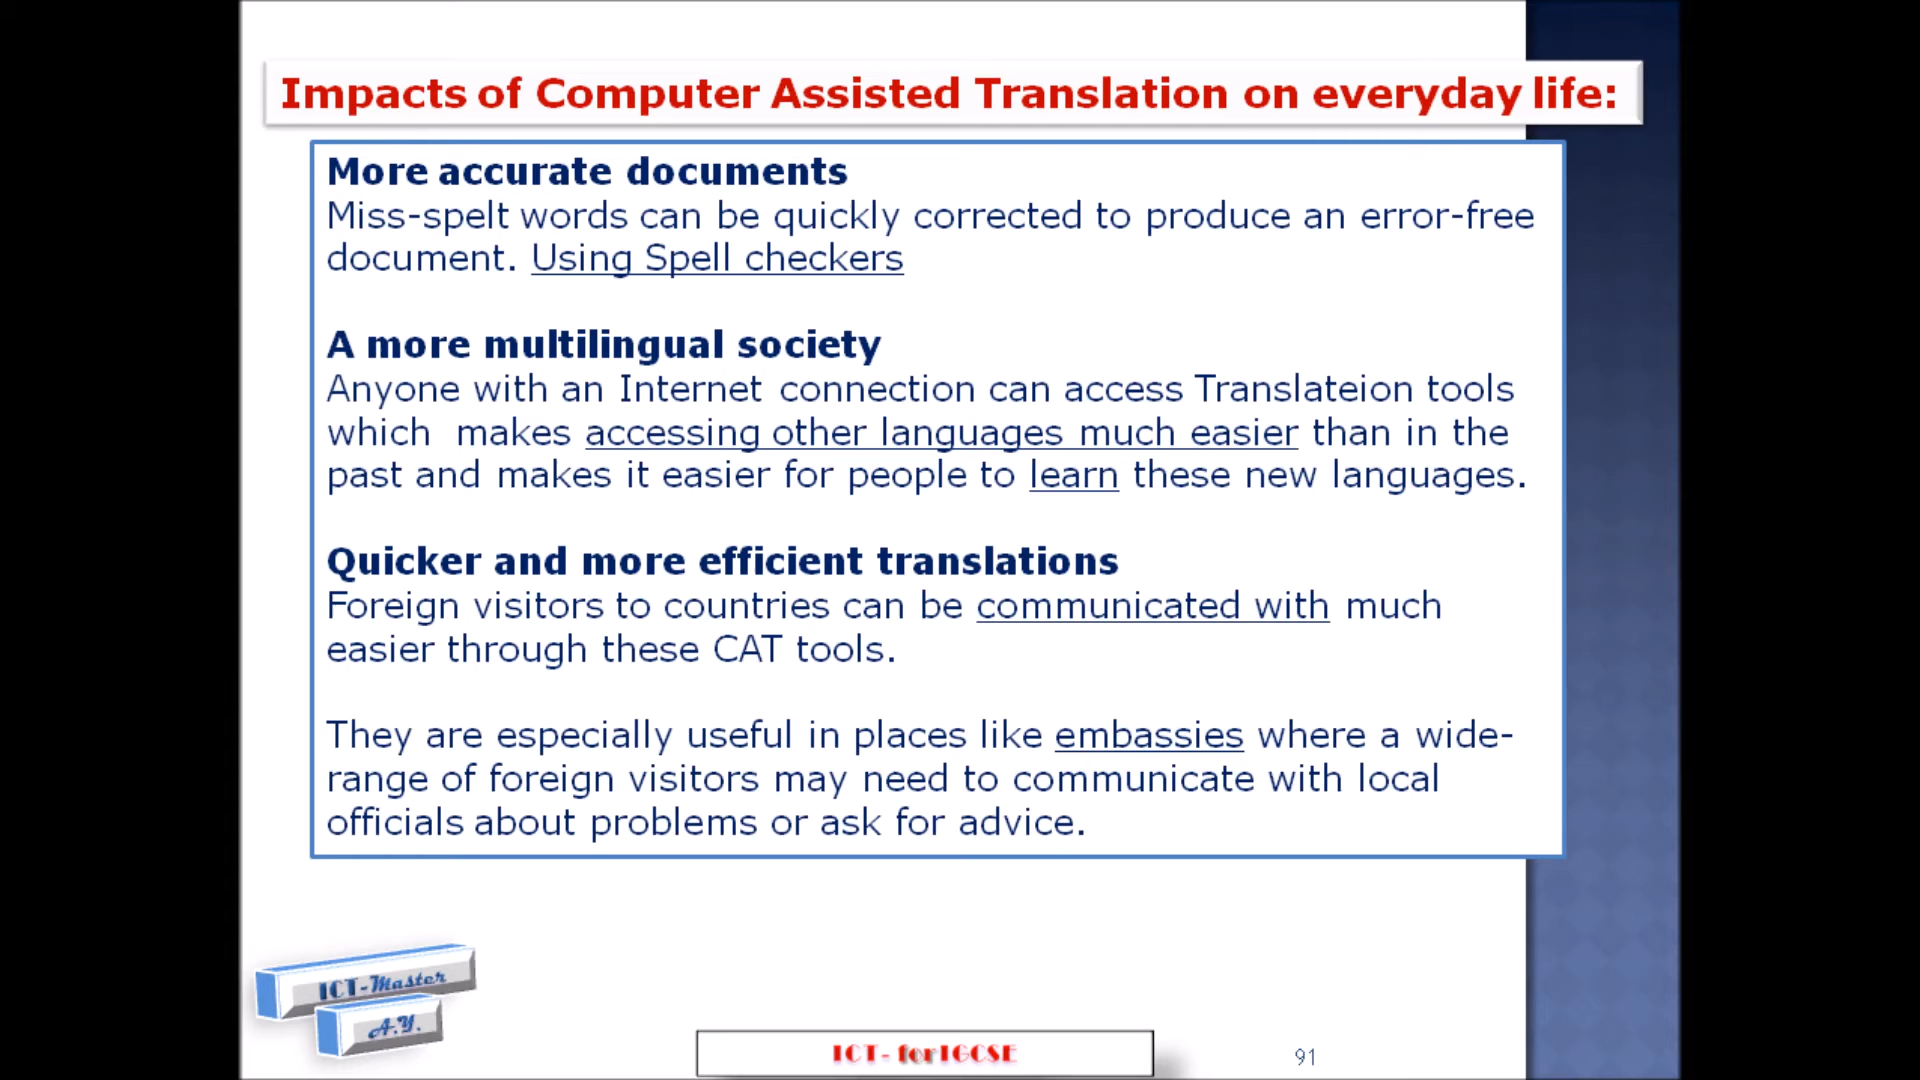 Impacts of Computer Assisted Translation on everyday life:
More accurate documents
Miss-spelt words can be quickly corrected to produce an error-free
document. Using Spell checkers
A more multilingual society
Anyone with an Internet connection can access Translateion tools
which makes accessing other languages much easier than in the
past and makes it easier for people to learn these new languages.
Quicker and more efficient translations
Foreign visitors to countries can be communicated with much
easier through these CAT tools.
They are especially useful in places like embassies where a wide-
range of foreign visitors may need to communicate with local
officials about problems or ask for advice.
ICT-Master
A.Y.
ICT- for IGCSE
91